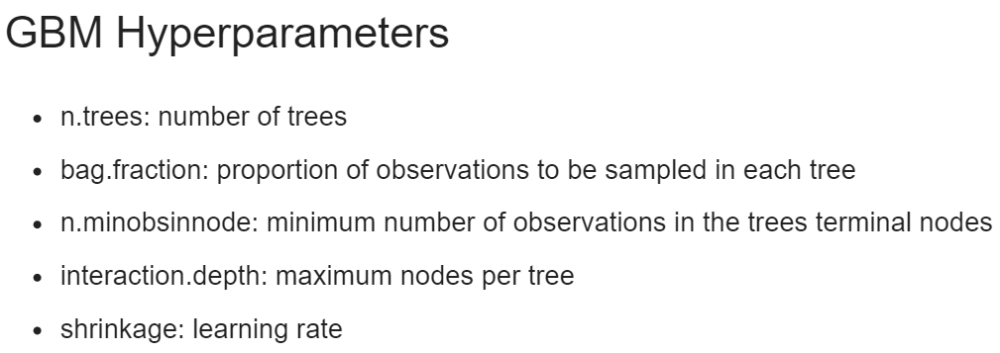 GBM Hyperparameters
• n.trees: number of trees
• bag.fraction: proportion of observations to be sampled in each tree
• n.minobsinnode: minimum number of observations in the trees terminal nodes
• interaction.depth: maximum nodes per tree
• shrinkage: learning rate